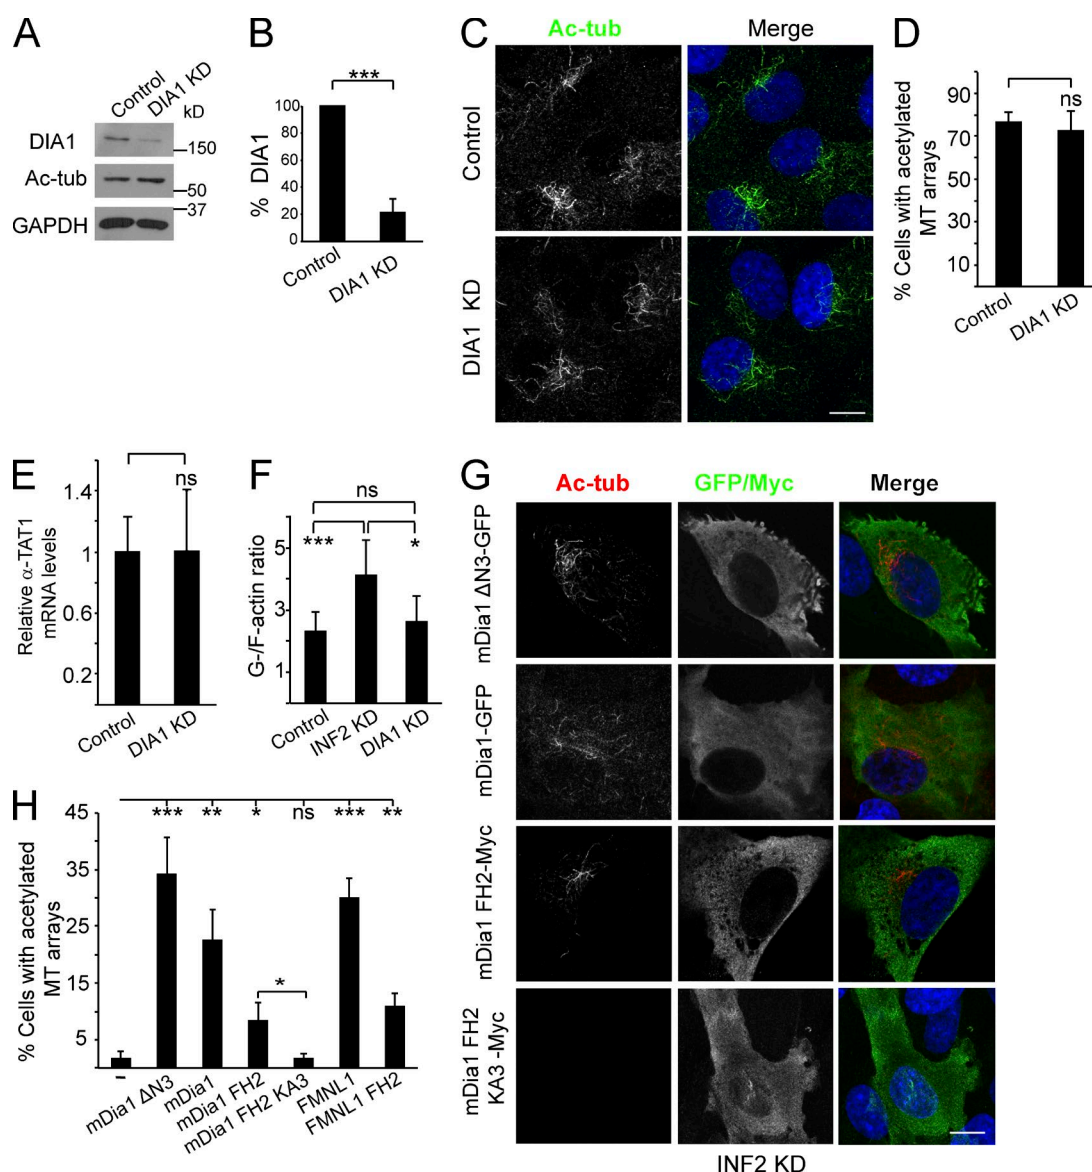 A
Control
DIA1 KD
kD
DIA1
150
Ac-tub
50
37
GAPDH
B
***
% DIA1
100
80
60
40
20
0
Control
DIA1 KD
C
Ac-tub
Merge
Control
DIA1 KD
D
ns
% Cells with acetylated
MT arrays
90
70
50
30
10
Control
DIA1 KD
E
ns
Relative α-TAT1
mRNA levels
1.4
1
0.6
0.2
Control
DIA1 KD
F
ns
***
*
G-/F-actin ratio
5
3
1
Control
INF2 KD
DIA1 KD
G
Ac-tub
GFP/Myc
Merge
mDia1 ΔN3-GFP
mDia1-GFP
mDia1 FH2-Myc
mDia1 FH2
KA3 -Myc
INF2 KD
H
*** ** * ns *** **
*
% Cells with acetylated
MT arrays
45
35
25
15
5
–
mDia1 ΔN3
mDia1
mDia1 FH2
mDia1 FH2 KA3
FMNL1
FMNL1 FH2